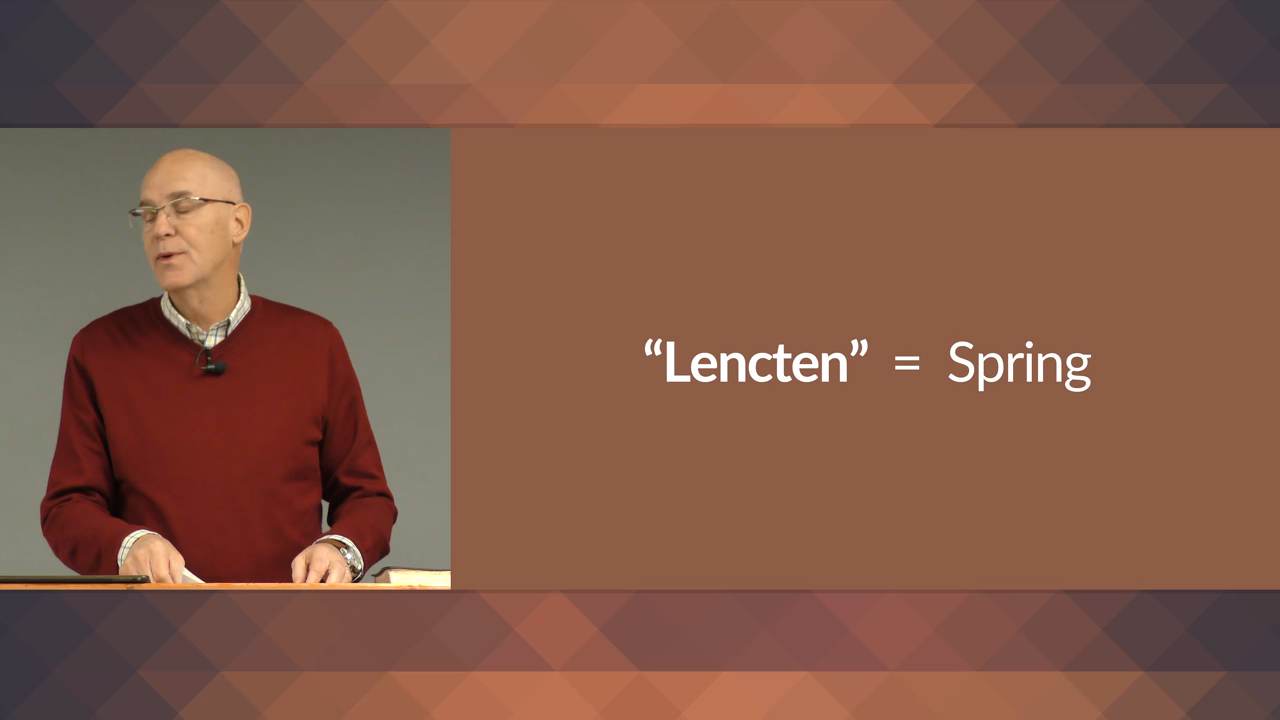 “Lencten” = Spring